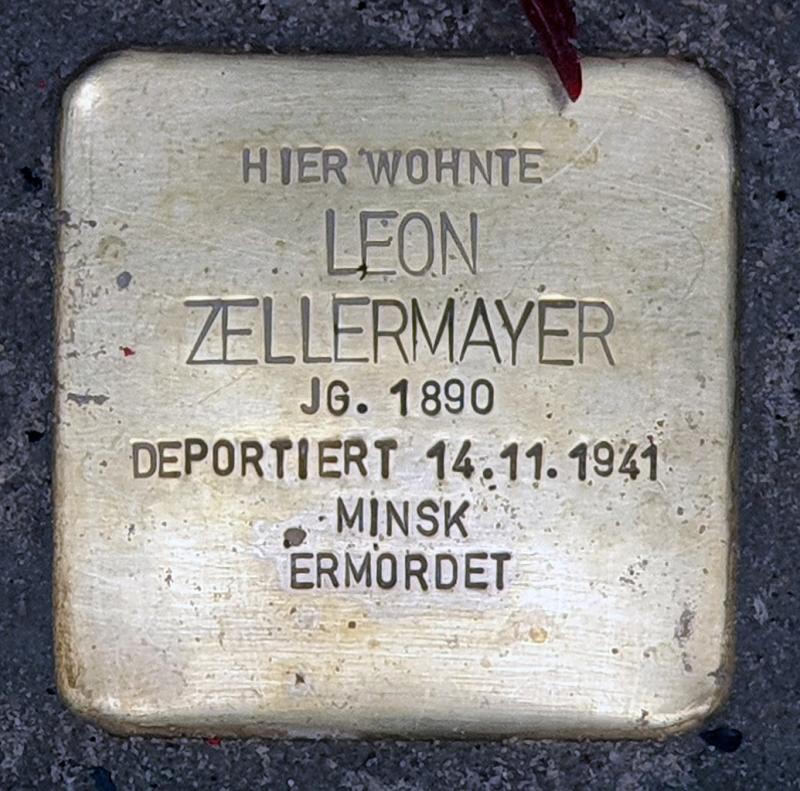 HIER WOHNTE
LEON
ZELLERMAYER
JG. 1890
DEPORTIERT 14.11.1941
MINSK
ERMORDET